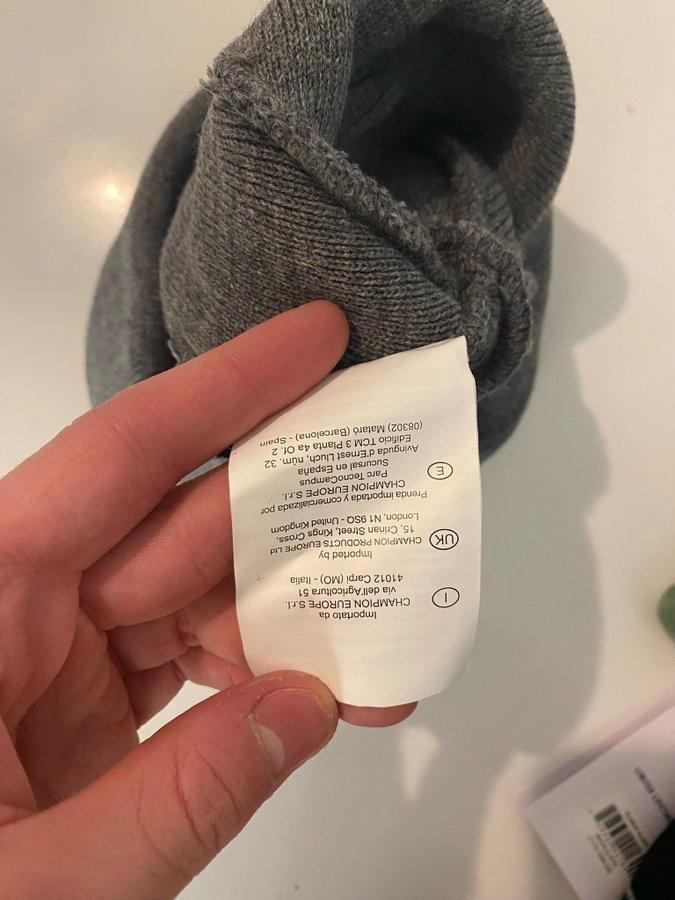 I
Importato da
CHAMPION EUROPE S.r.l.
via dell'Agricoltura 51
41012 Carpi (MO) - Italia
UK
Imported by
CHAMPION PRODUCTS EUROPE Ltd
15, Crinan Street, Kings Cross,
London, N1 9SQ - United Kingdom
E
Prenda importada y comercializada por
CHAMPION EUROPE S.r.l.
Parc TecnoCampus
Sucursal en España
Avinguda d'Ernest Lluch, núm, 32
Edificio TCM 3 Planta 4a Of. 2
(08302) Mataró (Barcelona) - Spain